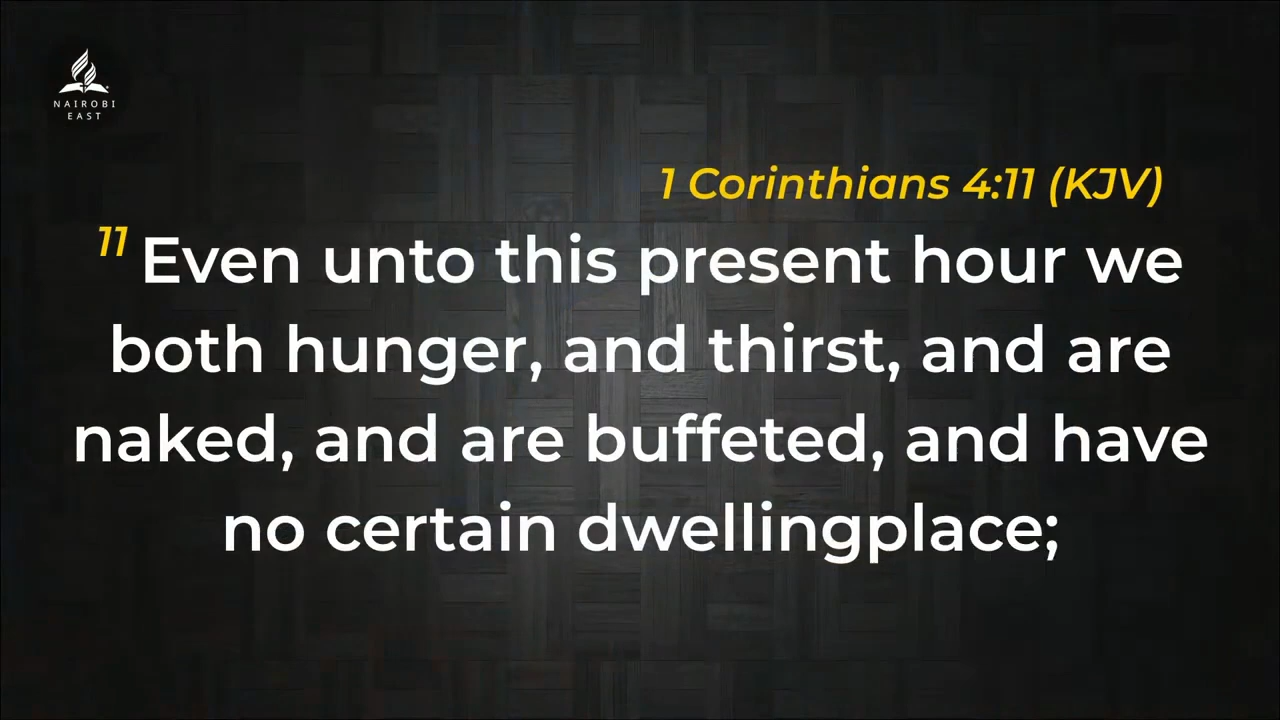 NAIROBI
EAST
1 Corinthians 4:11 (KJV)
11 Even unto this present hour we
both hunger, and thirst, and are
naked, and are buffeted, and have
no certain dwellingplace;